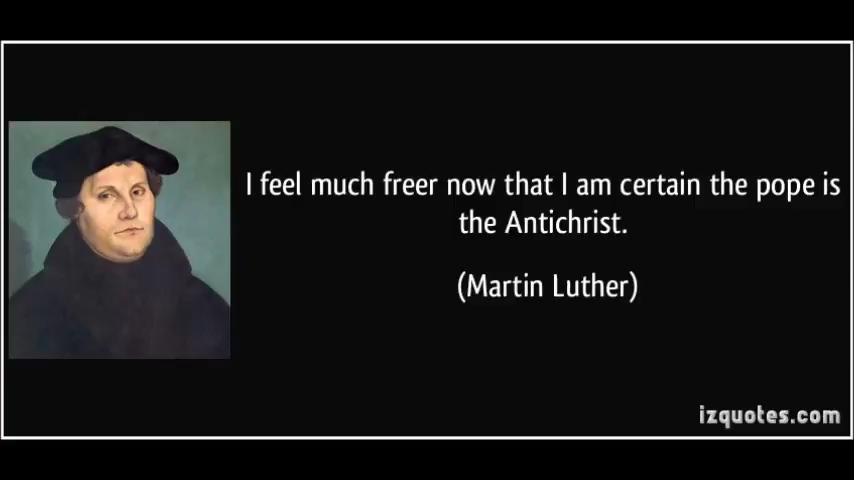 I feel much freer now that I am certain the pope is
the Antichrist.
(Martin Luther)
izquotes.com